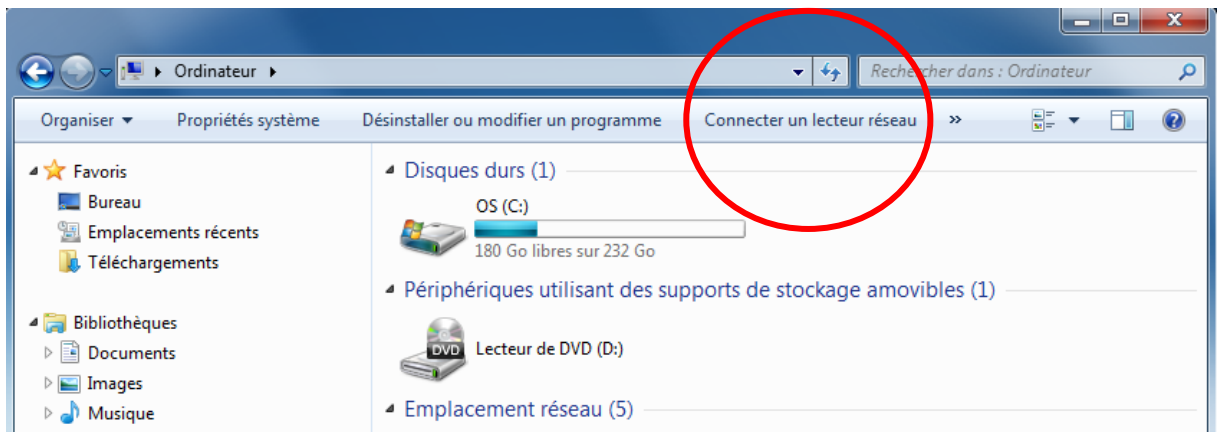 Ordinateur
Rechercher dans : Ordinateur
Organiser Propriétés système Désinstaller ou modifier un programme Connecter un lecteur réseau »
Favoris
Bureau
Emplacements récents
Téléchargements
Bibliothèques
Documents
Images
Musique
Disques durs (1)
OS (C:)
180 Go libres sur 232 Go
Périphériques utilisant des supports de stockage amovibles (1)
DVD
Lecteur de DVD (D:)
Emplacement réseau (5)